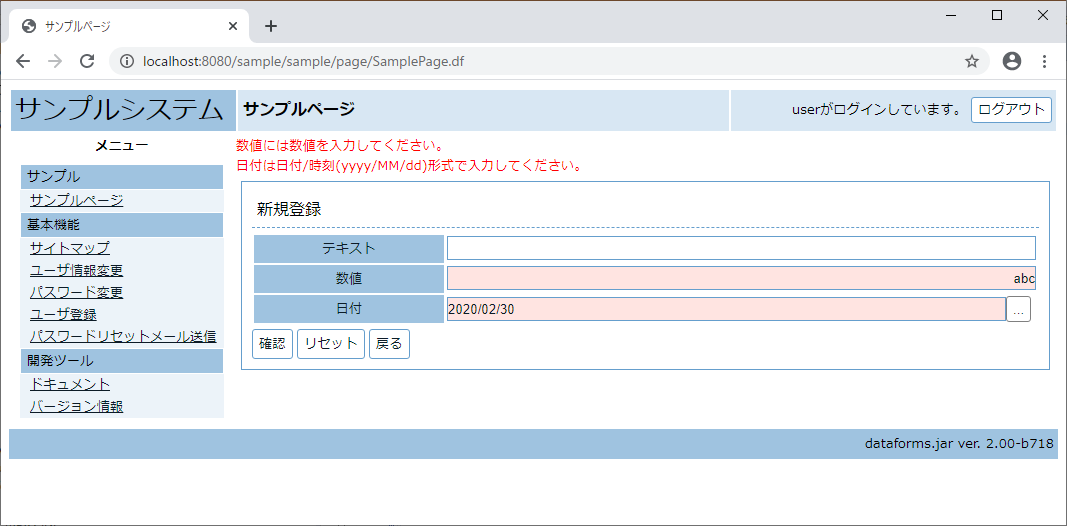 サンプルページ
localhost:8080/sample/sample/page/SamplePage.df
サンプルシステム
サンプルページ
userがログインしています。 ログアウト
メニュー
サンプル
サンプルページ
基本機能
サイトマップ
ユーザ情報変更
パスワード変更
ユーザ登録
パスワードリセットメール送信
開発ツール
ドキュメント
バージョン情報
数値には数値を入力してください。
日付は日付/時刻(yyyy/MM/dd)形式で入力してください。
新規登録
テキスト
数値 abc
日付 2020/02/30 ...
確認 リセット 戻る
dataforms.jar ver. 2.00-b718